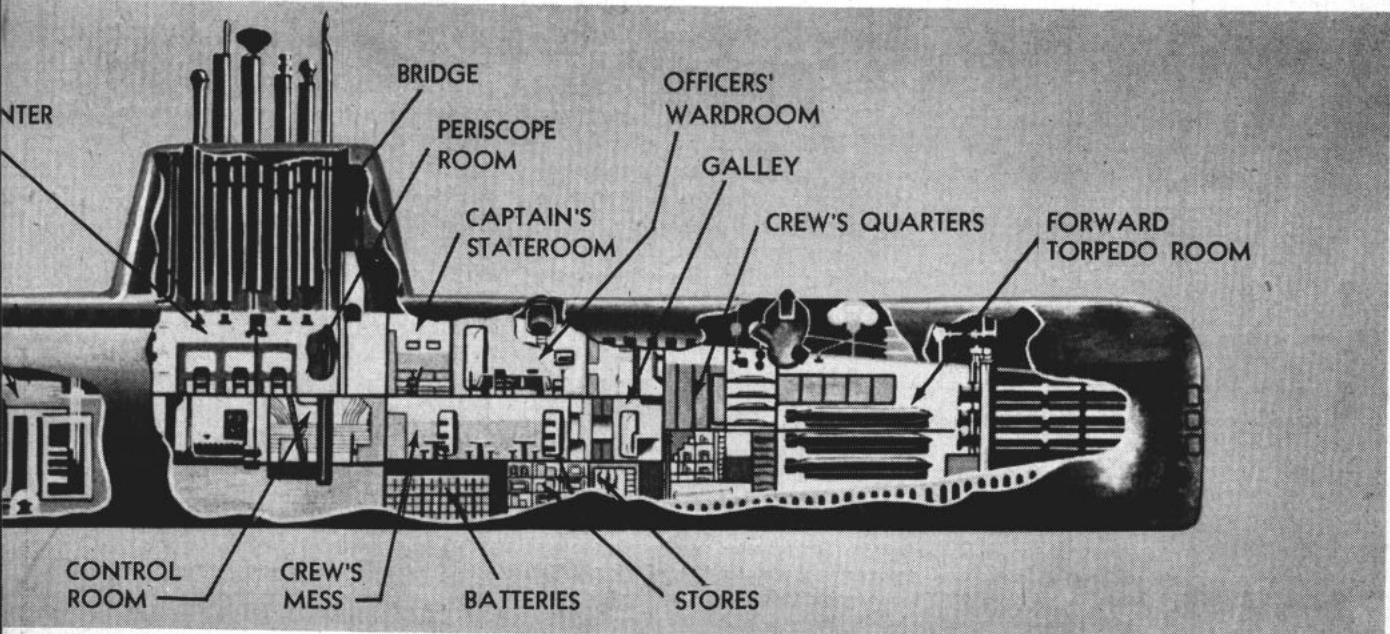 NTER
BRIDGE
PERISCOPE
ROOM
CAPTAIN'S
STATEROOM
OFFICERS'
WARDROOM
GALLEY
CREW'S QUARTERS
FORWARD
TORPEDO ROOM
CONTROL
ROOM
CREW'S
MESS
BATTERIES
STORES